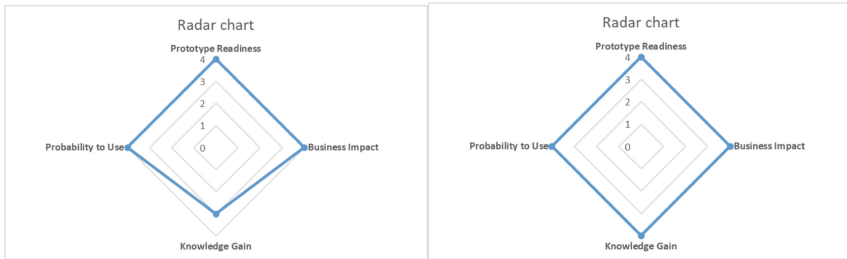 Radar chart
Prototype Readiness
4
3
2
1
0
Probability to Use
Business Impact
Knowledge Gain
Radar chart
Prototype Readiness
4
3
2
1
0
Probability to Use
Business Impact
Knowledge Gain